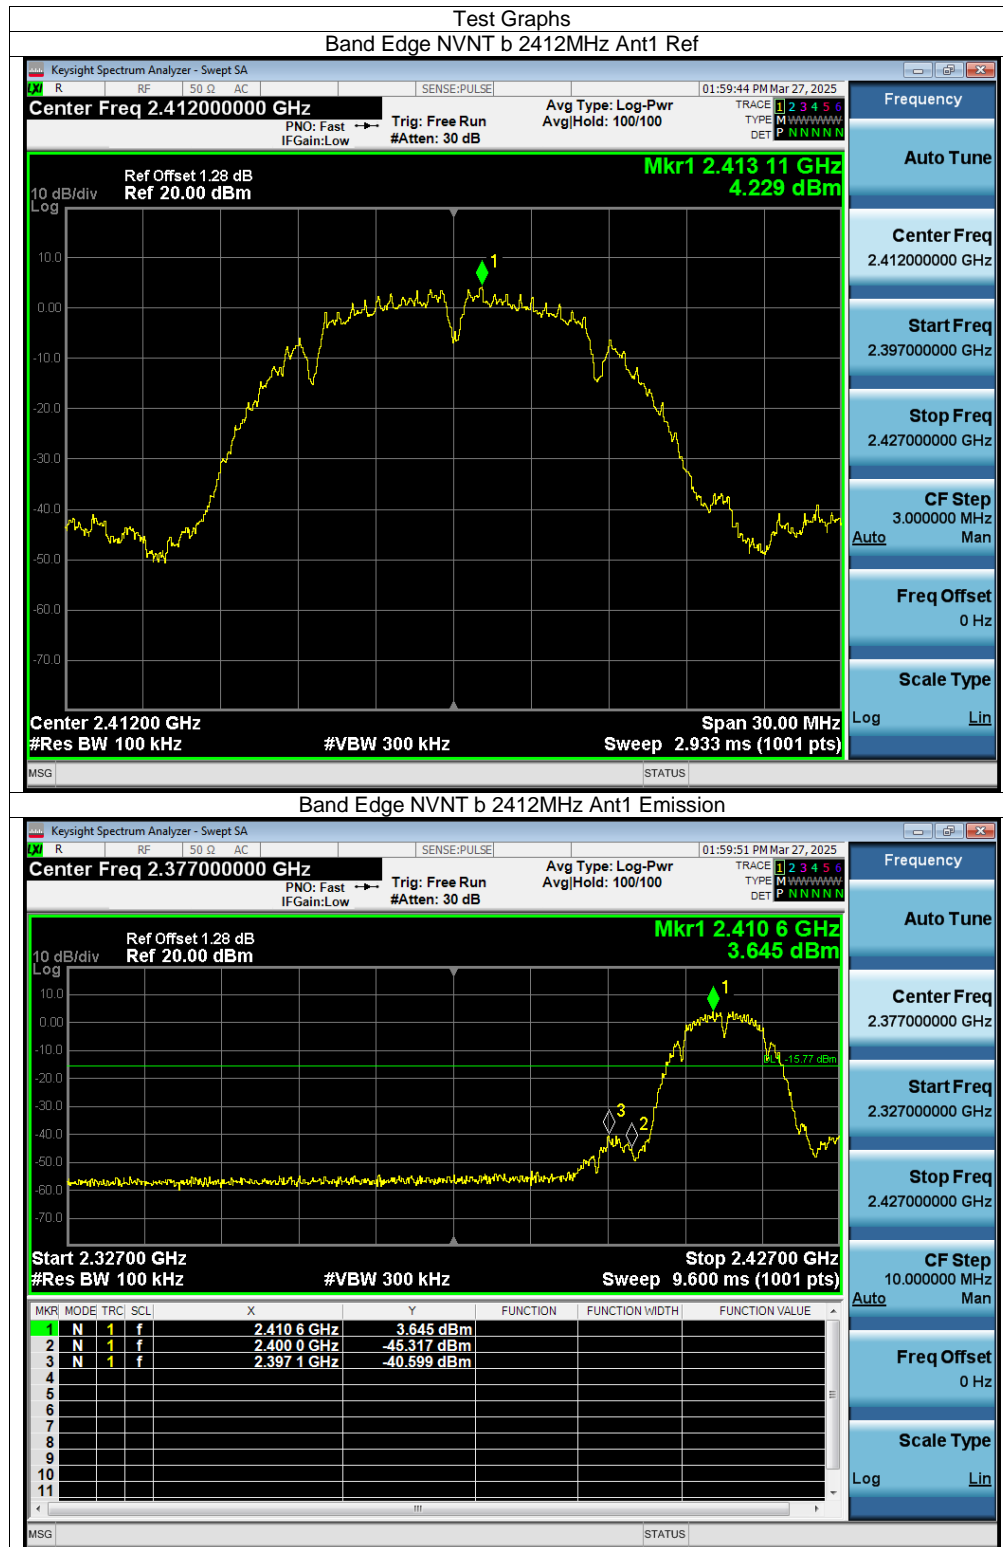 Test Graphs
Band Edge NVNT b 2412MHz Ant1 Ref
Keysight Spectrum Analyzer - Swept SA
LXI R RF 50 Ω AC SENSE:PULSE 01:59:44 PM Mar 27, 2025
Center Freq 2.412000000 GHz
PNO: Fast
IFGain:Low
Trig: Free Run
#Atten: 30 dB
Avg Type: Log-Pwr
Avg|Hold: 100/100
TRACE 1 2 3 4 5 6
TYPE M W W W W W
DET P N N N N N
Mkr1 2.413 11 GHz
4.229 dBm
Ref Offset 1.28 dB
10 dB/div Ref 20.00 dBm
Log
1
10.0
0.00
-10.0
-20.0
-30.0
-40.0
-50.0
-60.0
-70.0
Center 2.41200 GHz Span 30.00 MHz
#Res BW 100 kHz #VBW 300 kHz Sweep 2.933 ms (1001 pts)
MSG STATUS
Frequency
Auto Tune
Center Freq
2.412000000 GHz
Start Freq
2.397000000 GHz
Stop Freq
2.427000000 GHz
CF Step
3.000000 MHz
Auto Man
Freq Offset
0 Hz
Scale Type
Log Lin
Band Edge NVNT b 2412MHz Ant1 Emission
Keysight Spectrum Analyzer - Swept SA
LXI R RF 50 Ω AC SENSE:PULSE 01:59:51 PM Mar 27, 2025
Center Freq 2.377000000 GHz
PNO: Fast
IFGain:Low
Trig: Free Run
#Atten: 30 dB
Avg Type: Log-Pwr
Avg|Hold: 100/100
TRACE 1 2 3 4 5 6
TYPE M W W W W W
DET P N N N N N
Mkr1 2.410 6 GHz
3.645 dBm
Ref Offset 1.28 dB
10 dB/div Ref 20.00 dBm
Log
1
10.0
0.00
-10.0
-15.77 dBm
-20.0
-30.0
3
2
-40.0
-50.0
-60.0
-70.0
Start 2.32700 GHz Stop 2.42700 GHz
#Res BW 100 kHz #VBW 300 kHz Sweep 9.600 ms (1001 pts)
MKR MODE TRC SCL X Y FUNCTION FUNCTION WIDTH FUNCTION VALUE
1 N 1 f 2.410 6 GHz 3.645 dBm
2 N 1 f 2.400 0 GHz -45.317 dBm
3 N 1 f 2.397 1 GHz -40.599 dBm
4
5
6
7
8
9
10
11
MSG STATUS
Frequency
Auto Tune
Center Freq
2.377000000 GHz
Start Freq
2.327000000 GHz
Stop Freq
2.427000000 GHz
CF Step
10.000000 MHz
Auto Man
Freq Offset
0 Hz
Scale Type
Log Lin